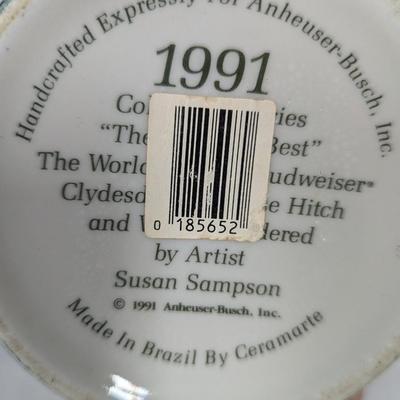 Handcrafted Expressly For Anheuser-Busch, Inc.
1991
Co ies
"The Best"
The World udweiser®
Clydesd e Hitch
and W dered
by Artist
Susan Sampson
© 1991 Anheuser-Busch, Inc.
Made In Brazil By Ceramarte
0 185652 0